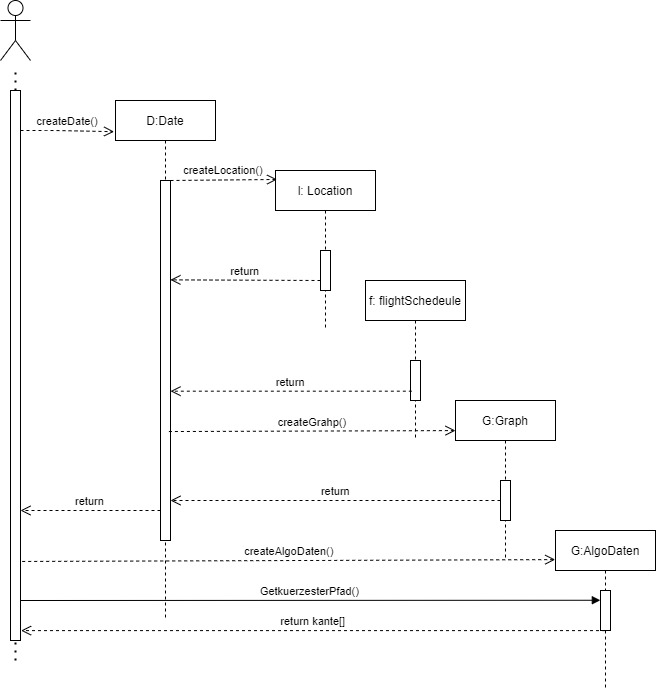 createDate()
D:Date
createLocation()
l: Location
return
f: flightSchedeule
return
createGrahp()
G:Graph
return
return
createAlgoDaten()
G:AlgoDaten
GetkuerzesterPfad()
return kante[]